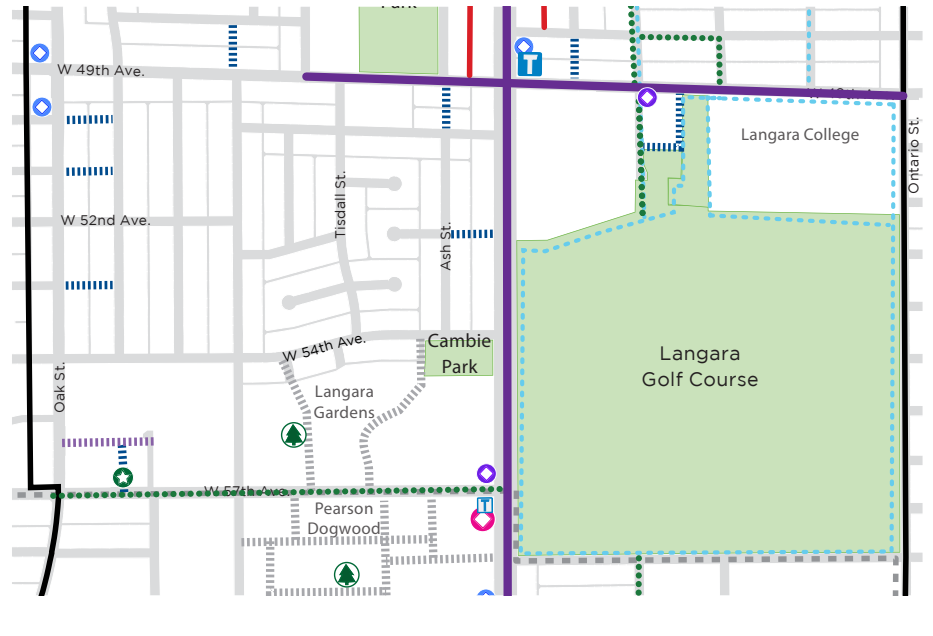 Park
T
W 49th Ave.
Langara College
Ontario St.
Tisdall St.
W 52nd Ave.
Ash St.
W 54th Ave.
Cambie
Park
Langara
Golf Course
Oak St.
Langara
Gardens
W 57th Ave.
T
Pearson
Dogwood